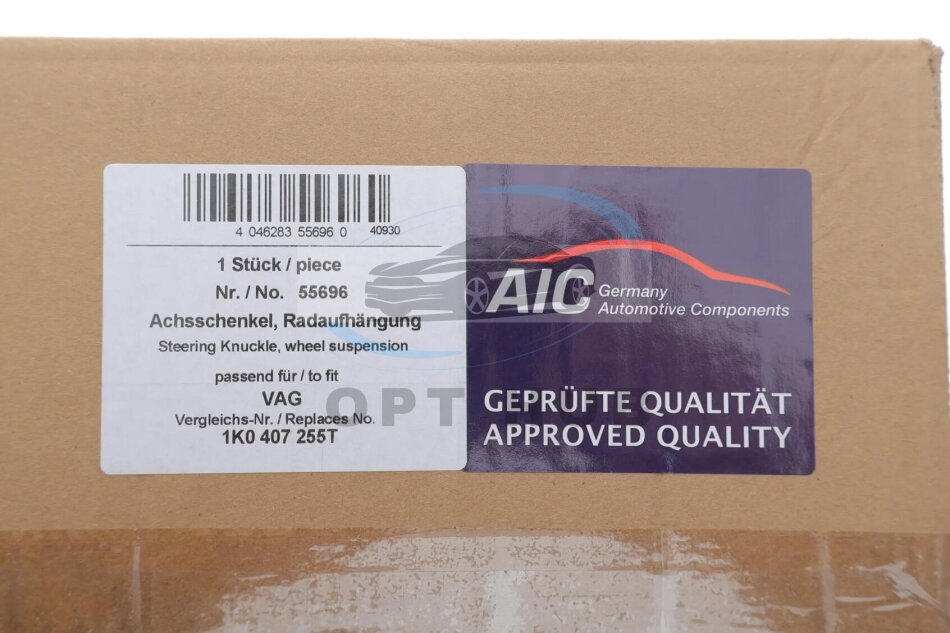 4 046283 55696 0 40930
1 Stück / piece
Nr. / No. 55696
Achsschenkel, Radaufhängung
Steering Knuckle, wheel suspension
passend für / to fit
VAG
Vergleichs-Nr. / Replaces No.
1K0 407 255T
AIC Germany
Automotive Components
GEPRÜFTE QUALITÄT
APPROVED QUALITY